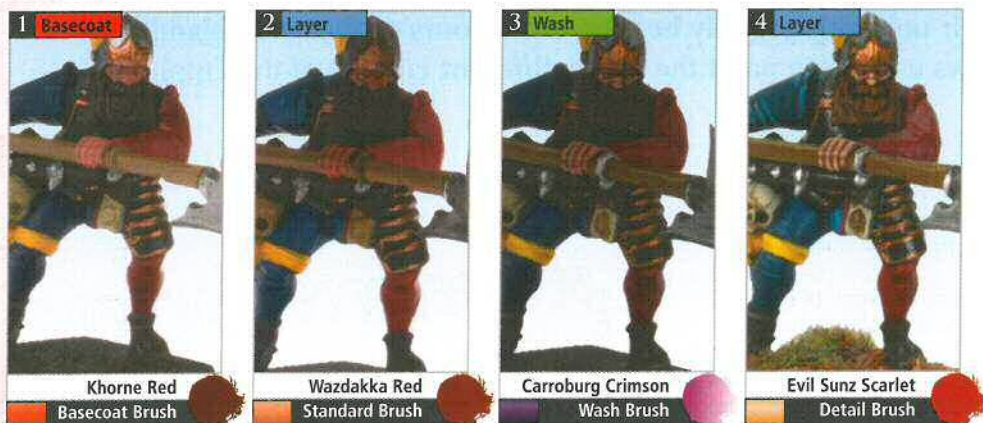 1 Basecoat
Khorne Red
Basecoat Brush
2 Layer
Wazdakka Red
Standard Brush
3 Wash
Carroburg Crimson
Wash Brush
4 Layer
Evil Sunz Scarlet
Detail Brush